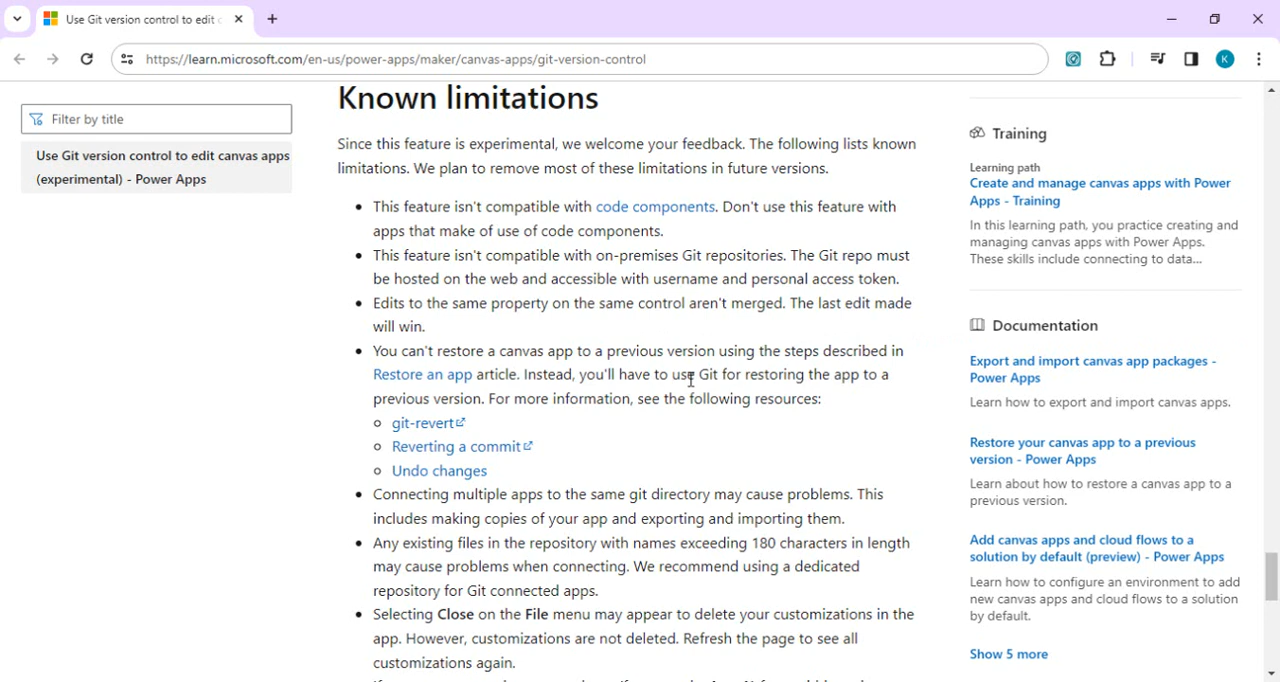 Use Git version control to edit c
https://learn.microsoft.com/en-us/power-apps/maker/canvas-apps/git-version-control
K
Filter by title
Use Git version control to edit canvas apps
(experimental) - Power Apps
Known limitations
Since this feature is experimental, we welcome your feedback. The following lists known
limitations. We plan to remove most of these limitations in future versions.
This feature isn't compatible with code components. Don't use this feature with
apps that make of use of code components.
This feature isn't compatible with on-premises Git repositories. The Git repo must
be hosted on the web and accessible with username and personal access token.
Edits to the same property on the same control aren't merged. The last edit made
will win.
You can't restore a canvas app to a previous version using the steps described in
Restore an app article. Instead, you'll have to use Git for restoring the app to a
previous version. For more information, see the following resources:
git-revert
Reverting a commit
Undo changes
Connecting multiple apps to the same git directory may cause problems. This
includes making copies of your app and exporting and importing them.
Any existing files in the repository with names exceeding 180 characters in length
may cause problems when connecting. We recommend using a dedicated
repository for Git connected apps.
Selecting Close on the File menu may appear to delete your customizations in the
app. However, customizations are not deleted. Refresh the page to see all
customizations again.
Training
Learning path
Create and manage canvas apps with Power
Apps - Training
In this learning path, you practice creating and
managing canvas apps with Power Apps.
These skills include connecting to data...
Documentation
Export and import canvas app packages -
Power Apps
Learn how to export and import canvas apps.
Restore your canvas app to a previous
version - Power Apps
Learn about how to restore a canvas app to a
previous version.
Add canvas apps and cloud flows to a
solution by default (preview) - Power Apps
Learn how to configure an environment to add
new canvas apps and cloud flows to a solution
by default.
Show 5 more